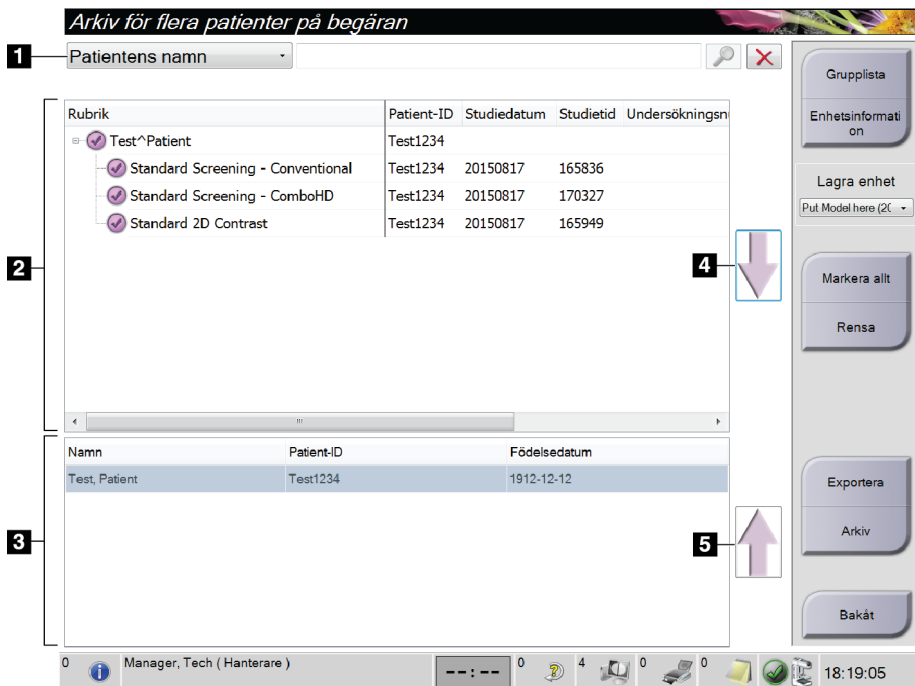 Arkiv för flera patienter på begäran
1
Patientens namn
Grupplista
Enhetsinformati
on
Lagra enhet
Put Model here (2(
Markera allt
Rensa
2
Rubrik Patient-ID Studiedatum Studietid Undersökningsn
Test^Patient Test1234
Standard Screening - Conventional Test1234 20150817 165836
Standard Screening - ComboHD Test1234 20150817 170327
Standard 2D Contrast Test1234 20150817 165949
4
3
Namn Patient-ID Födelsedatum
Test, Patient Test1234 1912-12-12
5
Exportera
Arkiv
Bakåt
0 Manager, Tech ( Hanterare ) --:-- 0 4 0 0 18:19:05